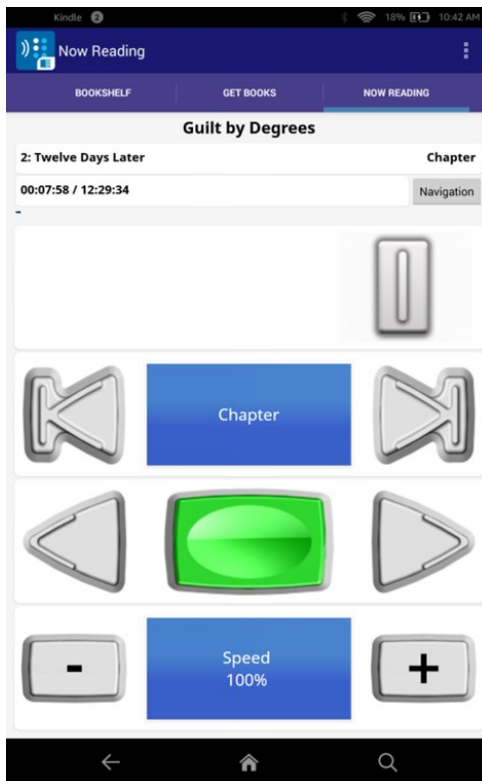 Kindle 2 18% 10:42 AM
Now Reading
BOOKSHELF GET BOOKS NOW READING
Guilt by Degrees
2: Twelve Days Later Chapter
00:07:58 / 12:29:34 Navigation
Chapter
- Speed +
100%